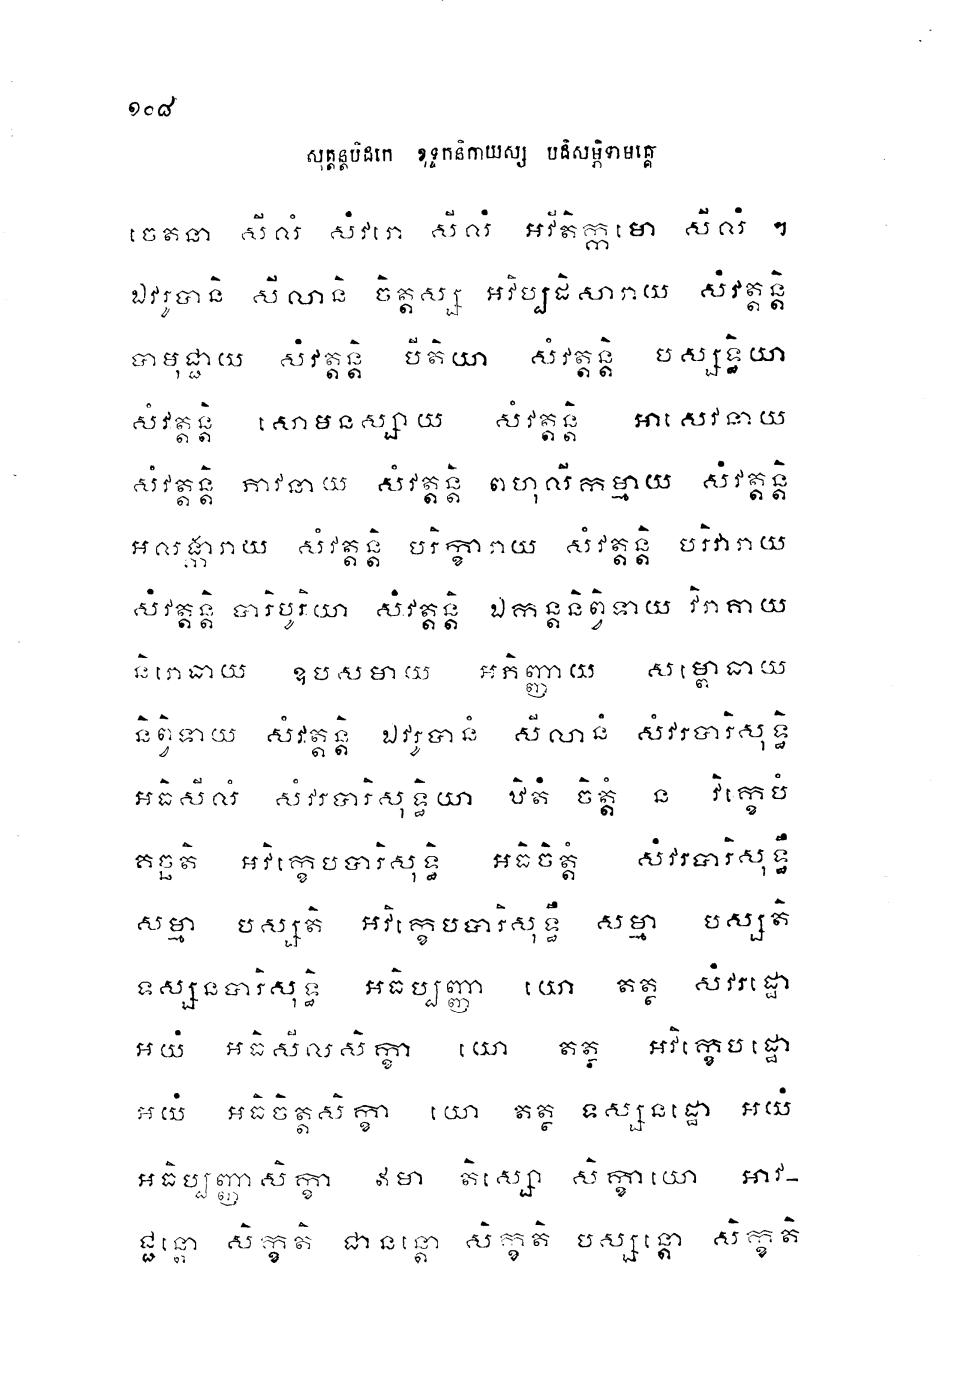 ១០៨
សុត្តន្តបិដកេ ខុទ្ទកនិកាយស្ស បដិសម្ភិទាមគ្គេ
ចេតនា សីលំ សំវរោ សីលំ អវីតិក្កមោ សីលំ ។
ឯវរូបានិ សីលានិ ចិត្តស្ស អវិប្បដិសារាយ សំវត្តន្តិ
បាមុជ្ជាយ សំវត្តន្តិ បីតិយា សំវត្តន្តិ បស្សទ្ធិយា
សំវត្តន្តិ សោមនស្សាយ សំវត្តន្តិ អាសេវនាយ
សំវត្តន្តិ ភាវនាយ សំវត្តន្តិ ពហុលីកម្មាយ សំវត្តន្តិ
អលង្ការាយ សំវត្តន្តិ បរិក្ខារាយ សំវត្តន្តិ បរិវារាយ
សំវត្តន្តិ បារិបូរិយា សំវត្តន្តិ ឯកន្តនិព្វិទាយ វិរាគាយ
និរោធាយ ឧបសមាយ អភិញ្ញាយ សម្ពោធាយ
និព្វិទាយ សំវត្តន្តិ ឯវរូបានំ សីលានំ សំវរបារិសុទ្ធិ
អធិសីលំ សំវរបារិសុទ្ធិយា ឋិតំ ចិត្តំ ន វិក្ខេបំ
គច្ឆតិ អវិក្ខេបបារិសុទ្ធិ អធិចិត្តំ សំវរបារិសុទ្ធឹ
សម្មា បស្សតិ អវិក្ខេបបារិសុទ្ធឹ សម្មា បស្សតិ
ទស្សនបារិសុទ្ធិ អធិប្បញ្ញា យោ តត្ថ សំវរដ្ឋោ
អយំ អធិសីលសិក្ខា យោ តត្ថ អវិក្ខេបដ្ឋោ
អយំ អធិចិត្តសិក្ខា យោ តត្ថ ទស្សនដ្ឋោ អយំ
អធិប្បញ្ញាសិក្ខា ឥមា តិស្សោ សិក្ខាយោ អាវ-
ជ្ជន្តោ សិក្ខតិ ជានន្តោ សិក្ខតិ បស្សន្តោ សិក្ខតិ